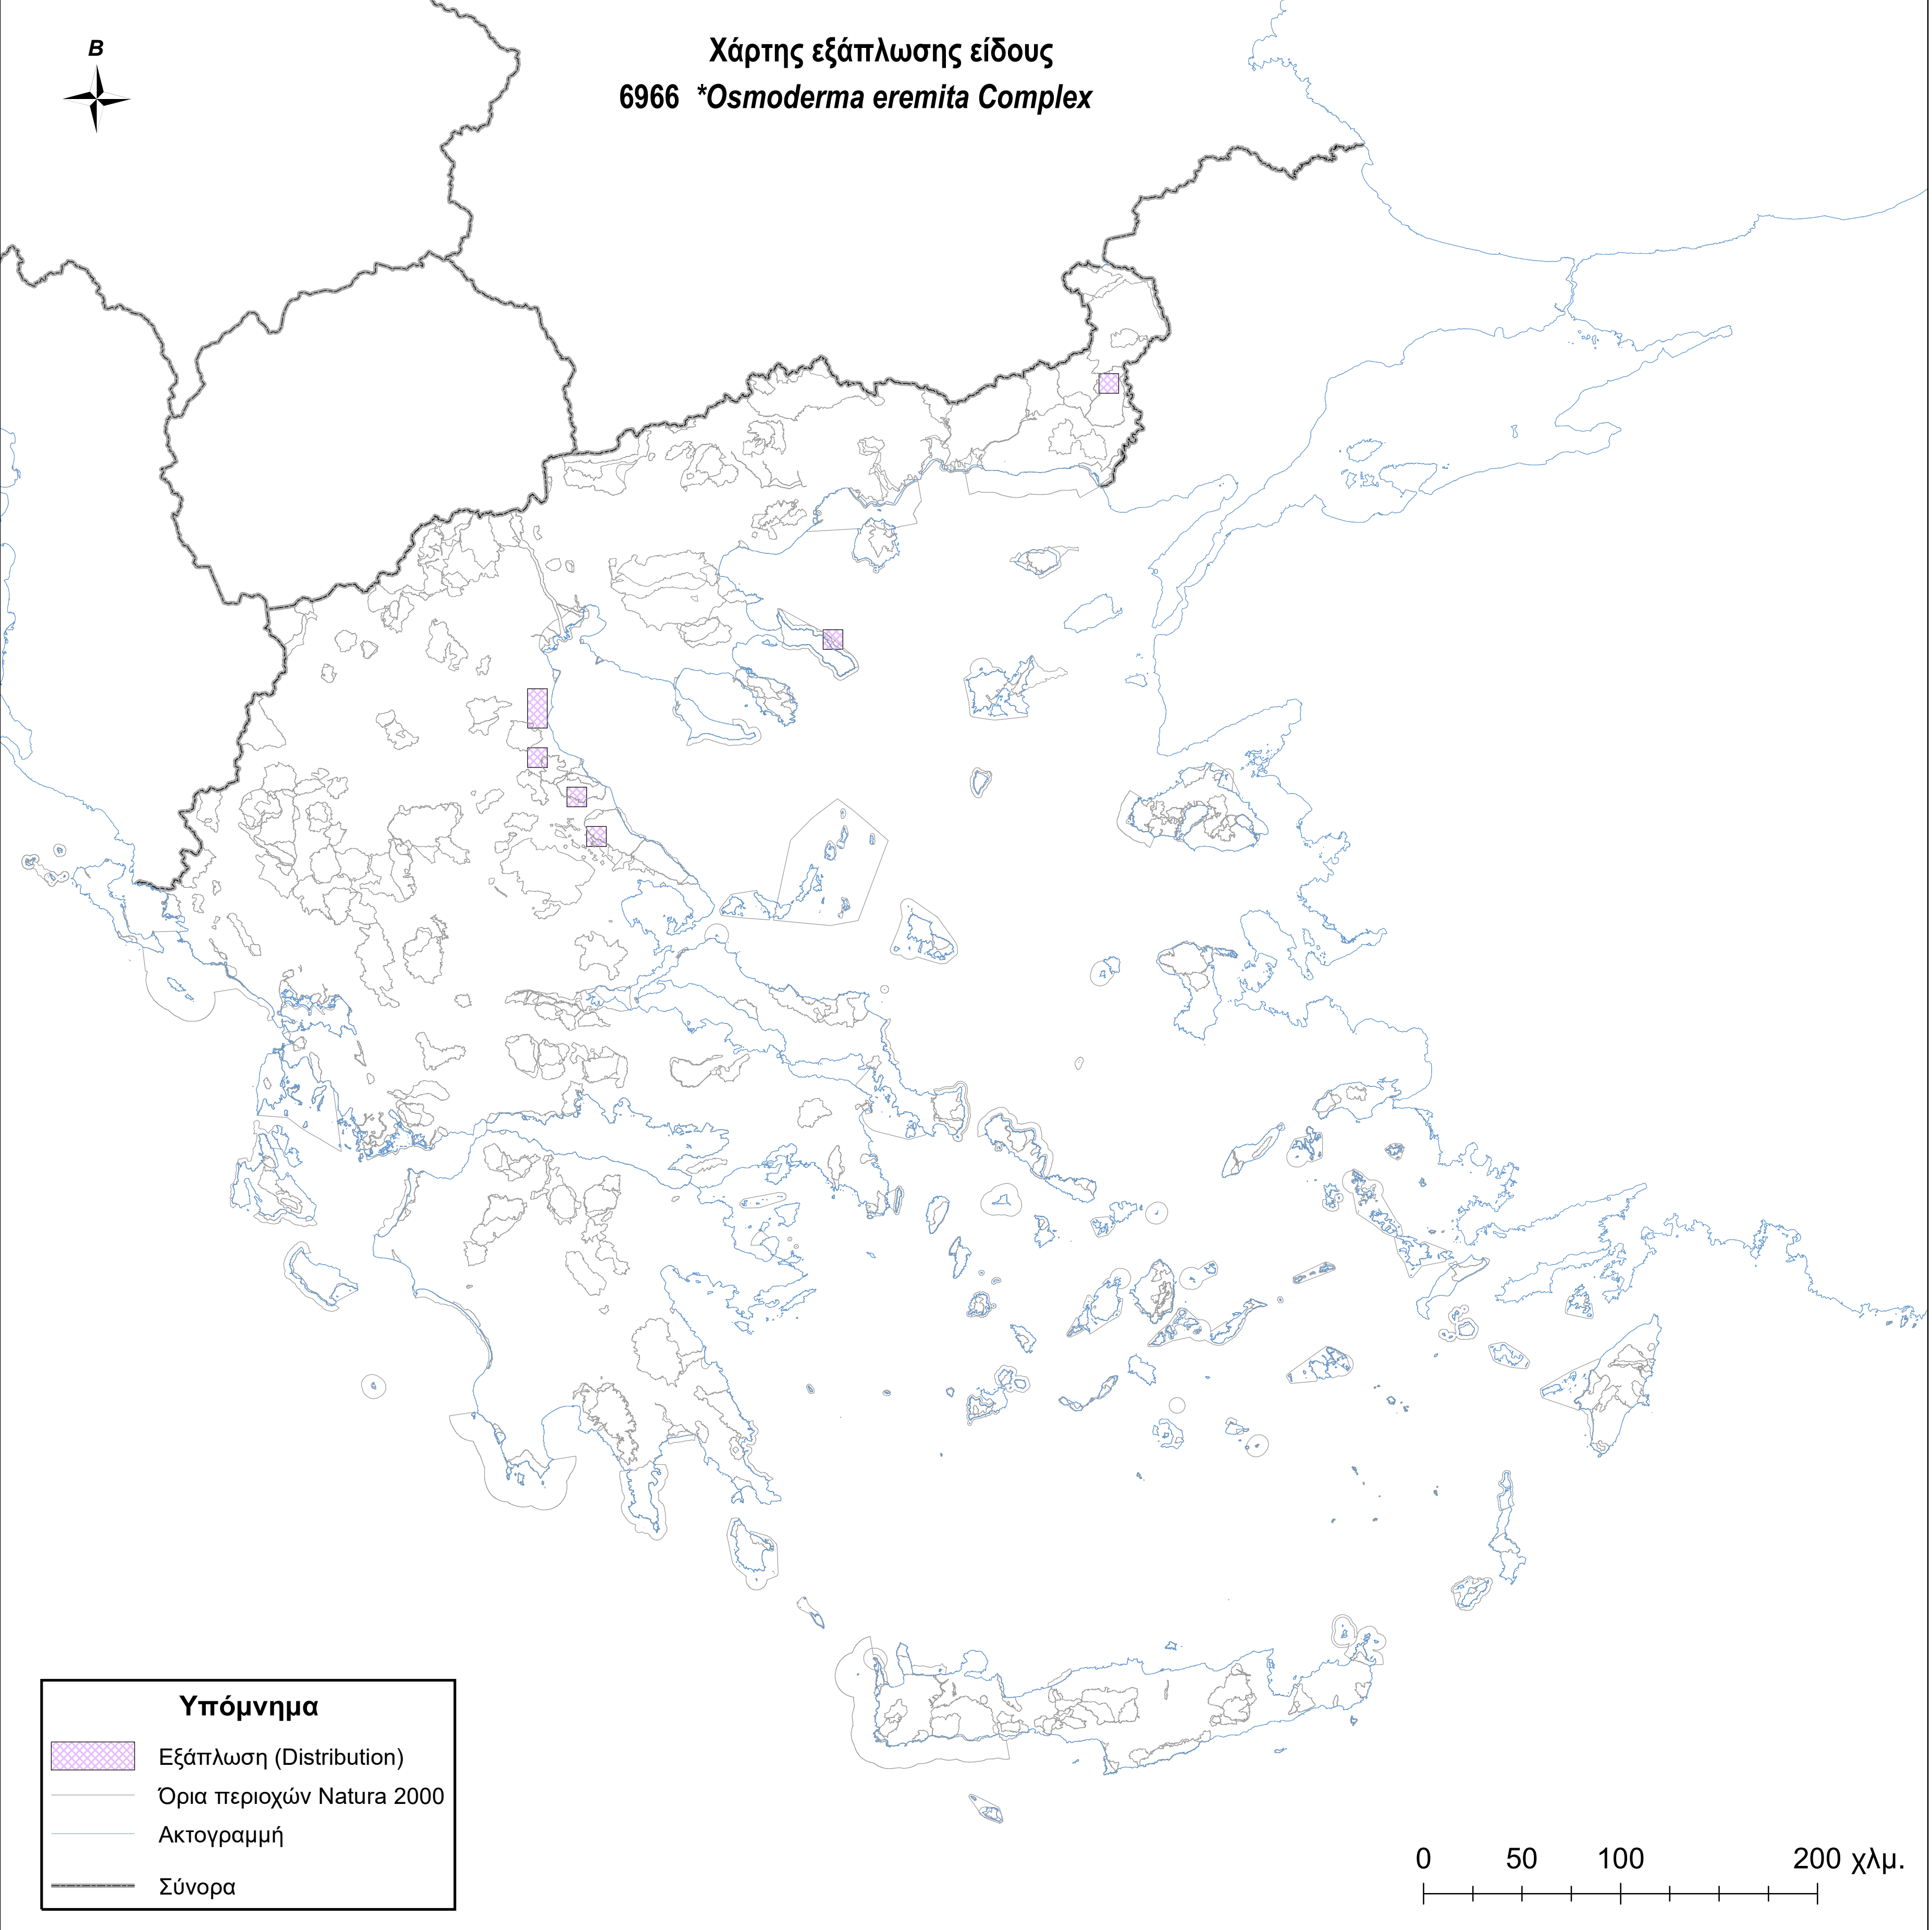 Β
Χάρτης εξάπλωσης είδους
6966 *Osmoderma eremita Complex
Υπόμνημα
Εξάπλωση (Distribution)
Όρια περιοχών Natura 2000
Ακτογραμμή
Σύνορα
0 50 100 200 χλμ.